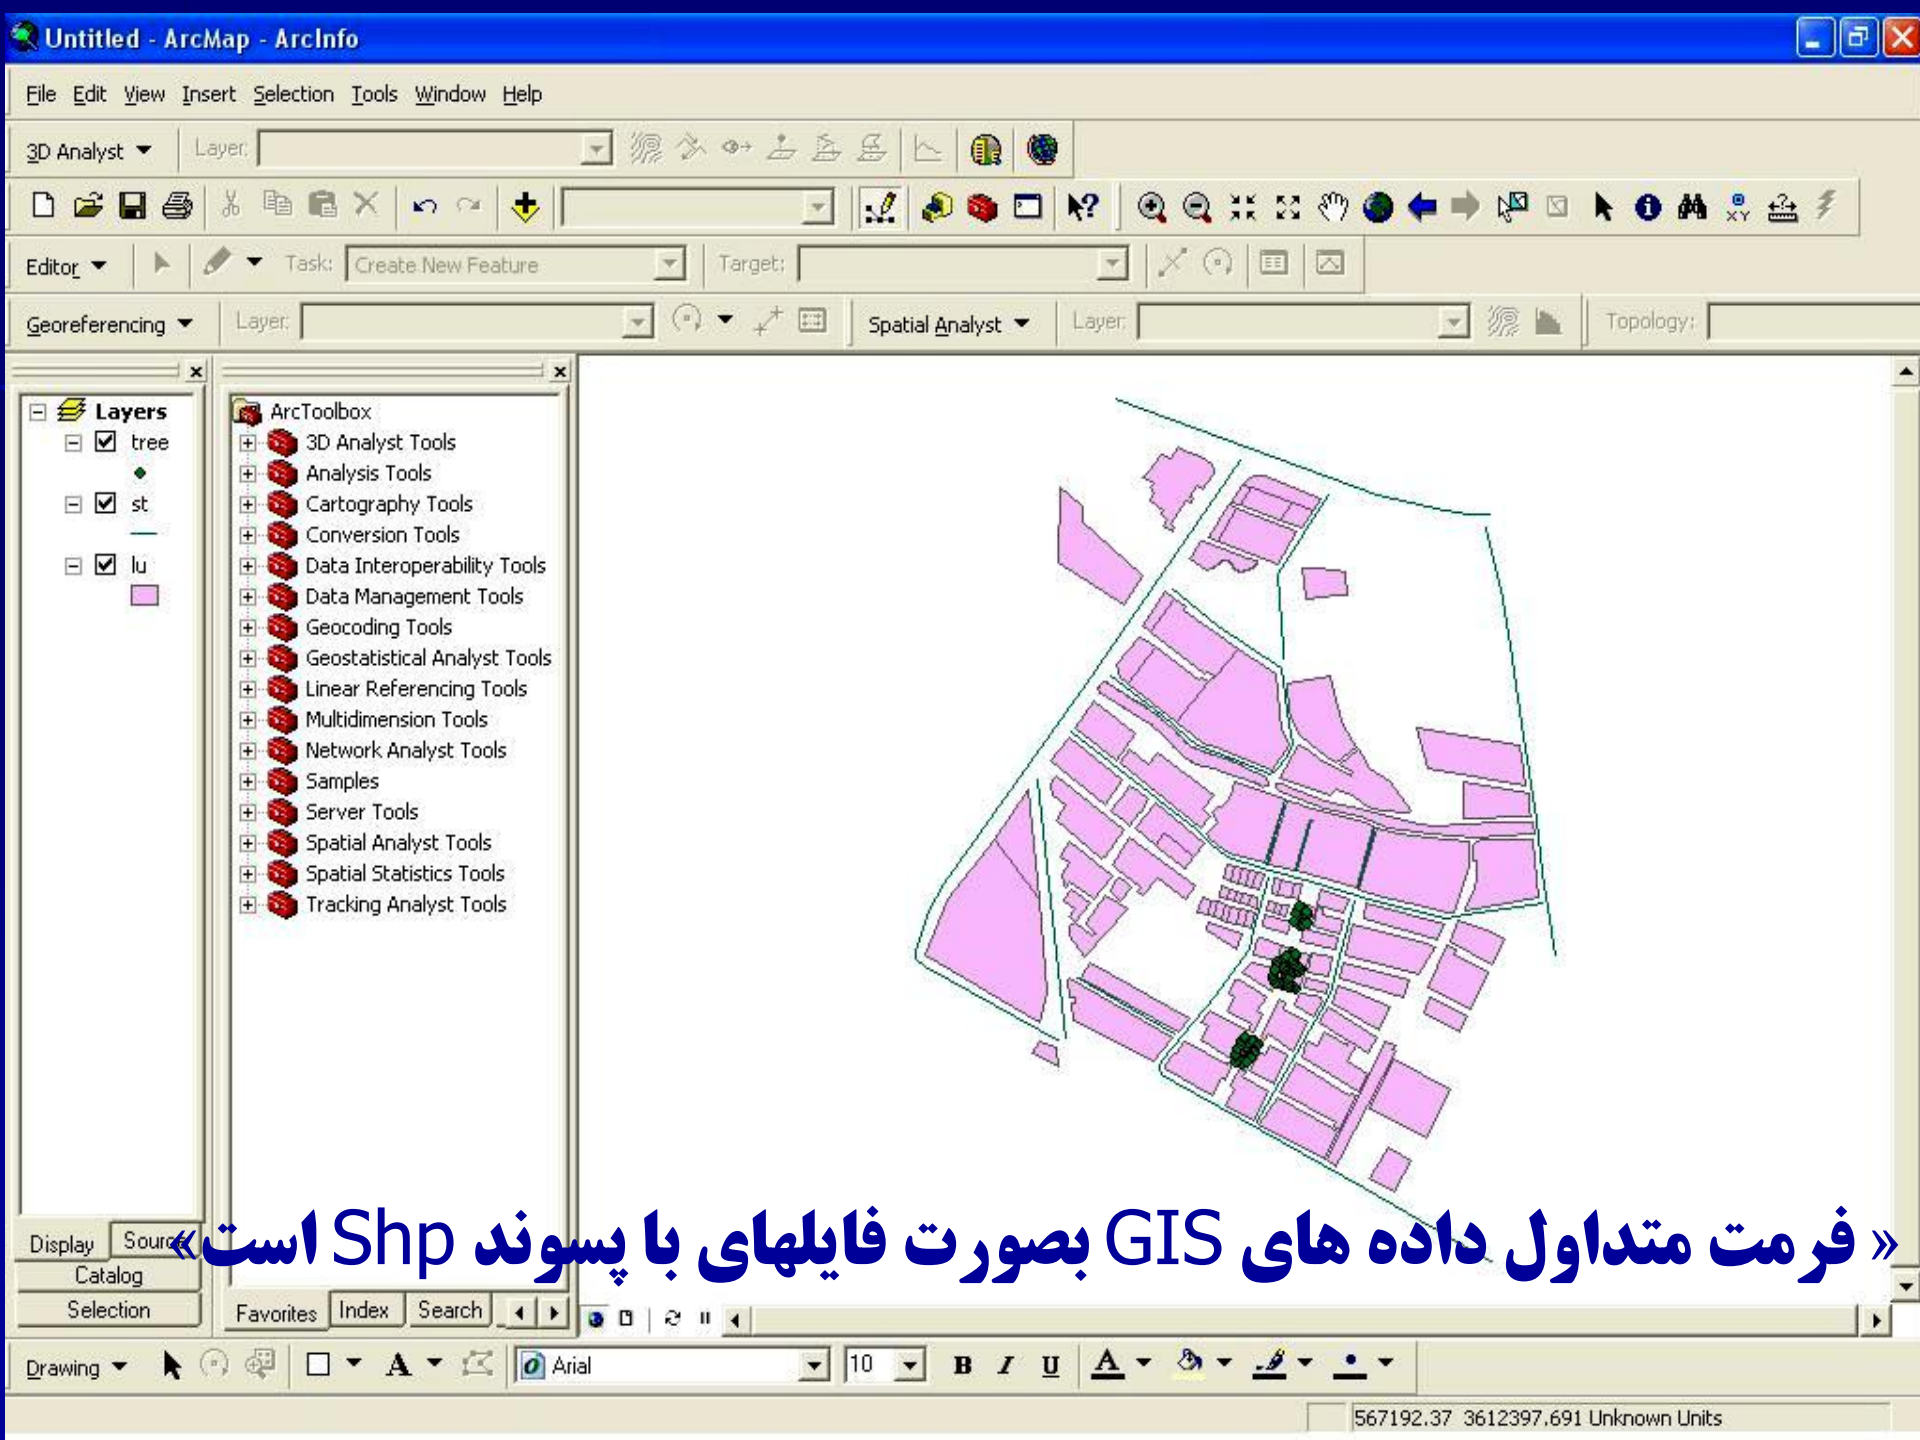 Untitled - ArcMap - ArcInfo
File Edit View Insert Selection Tools Window Help
3D Analyst Layer:
Editor Task: Create New Feature Target:
Georeferencing Layer: Spatial Analyst Layer: Topology:
Layers
tree
st
lu
ArcToolbox
3D Analyst Tools
Analysis Tools
Cartography Tools
Conversion Tools
Data Interoperability Tools
Data Management Tools
Geocoding Tools
Geostatistical Analyst Tools
Linear Referencing Tools
Multidimension Tools
Network Analyst Tools
Samples
Server Tools
Spatial Analyst Tools
Spatial Statistics Tools
Tracking Analyst Tools
« فرمت متداول داده های GIS بصورت فایلهای با پسوند Shp است»
Display Source
Catalog
Selection
Favorites Index Search
Drawing A Arial 10 B I U A
567192.37 3612397.691 Unknown Units